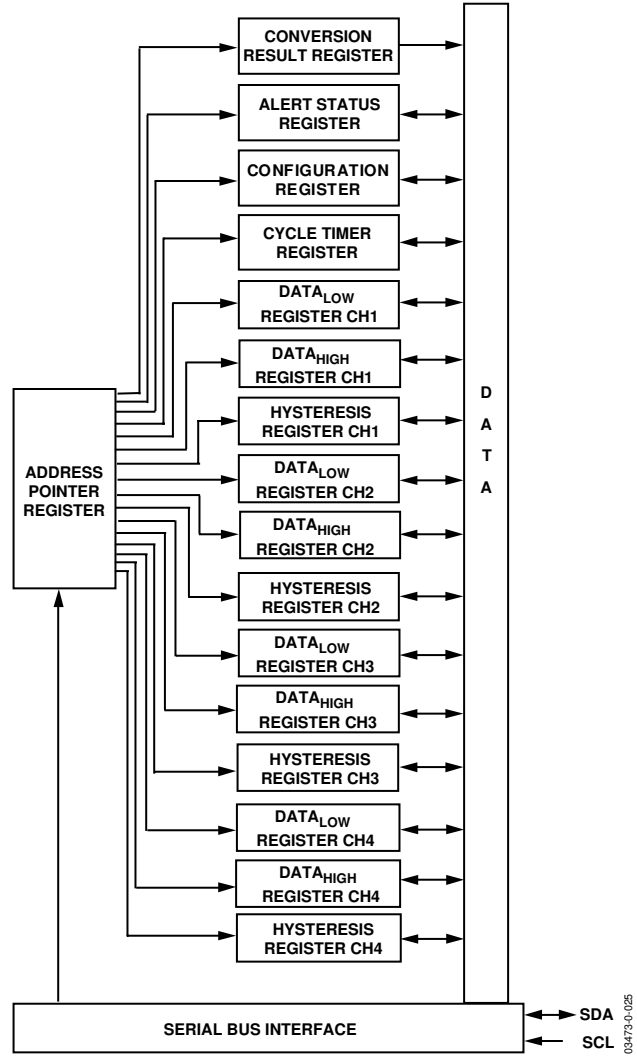 CONVERSION
RESULT REGISTER
ALERT STATUS
REGISTER
CONFIGURATION
REGISTER
CYCLE TIMER
REGISTER
DATALOW
REGISTER CH1
DATAHIGH
REGISTER CH1
HYSTERESIS
REGISTER CH1
DATALOW
REGISTER CH2
DATAHIGH
REGISTER CH2
HYSTERESIS
REGISTER CH2
DATALOW
REGISTER CH3
DATAHIGH
REGISTER CH3
HYSTERESIS
REGISTER CH3
DATALOW
REGISTER CH4
DATAHIGH
REGISTER CH4
HYSTERESIS
REGISTER CH4
ADDRESS
POINTER
REGISTER
D
A
T
A
SERIAL BUS INTERFACE
SDA
SCL
03473-0-025